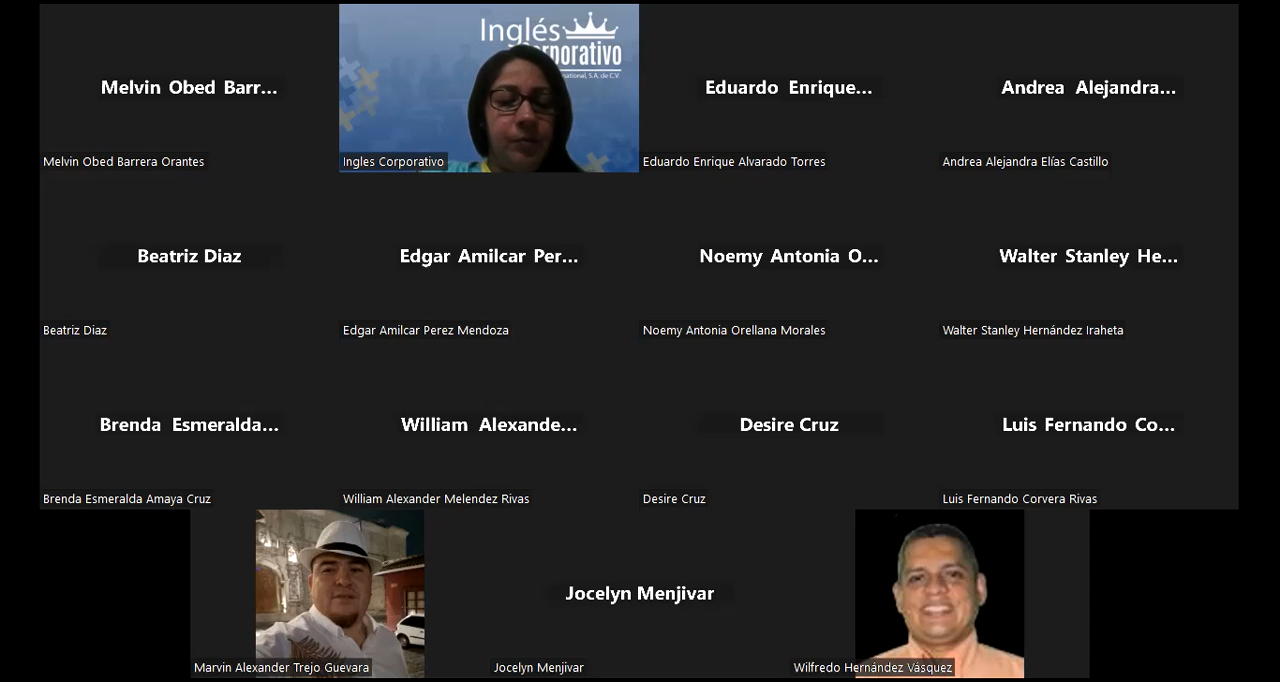 Melvin Obed Barr...
Melvin Obed Barrera Orantes
Inglés
orporativo
national, S.A. de C.V.
Ingles Corporativo
Eduardo Enrique...
Eduardo Enrique Alvarado Torres
Andrea Alejandra...
Andrea Alejandra Elías Castillo
Beatriz Diaz
Beatriz Diaz
Edgar Amilcar Per...
Edgar Amilcar Perez Mendoza
Noemy Antonia O...
Noemy Antonia Orellana Morales
Walter Stanley He...
Walter Stanley Hernández Iraheta
Brenda Esmeralda...
Brenda Esmeralda Amaya Cruz
William Alexande...
William Alexander Melendez Rivas
Desire Cruz
Desire Cruz
Luis Fernando Co...
Luis Fernando Corvera Rivas
Marvin Alexander Trejo Guevara
Jocelyn Menjivar
Jocelyn Menjivar
Wilfredo Hernández Vásquez